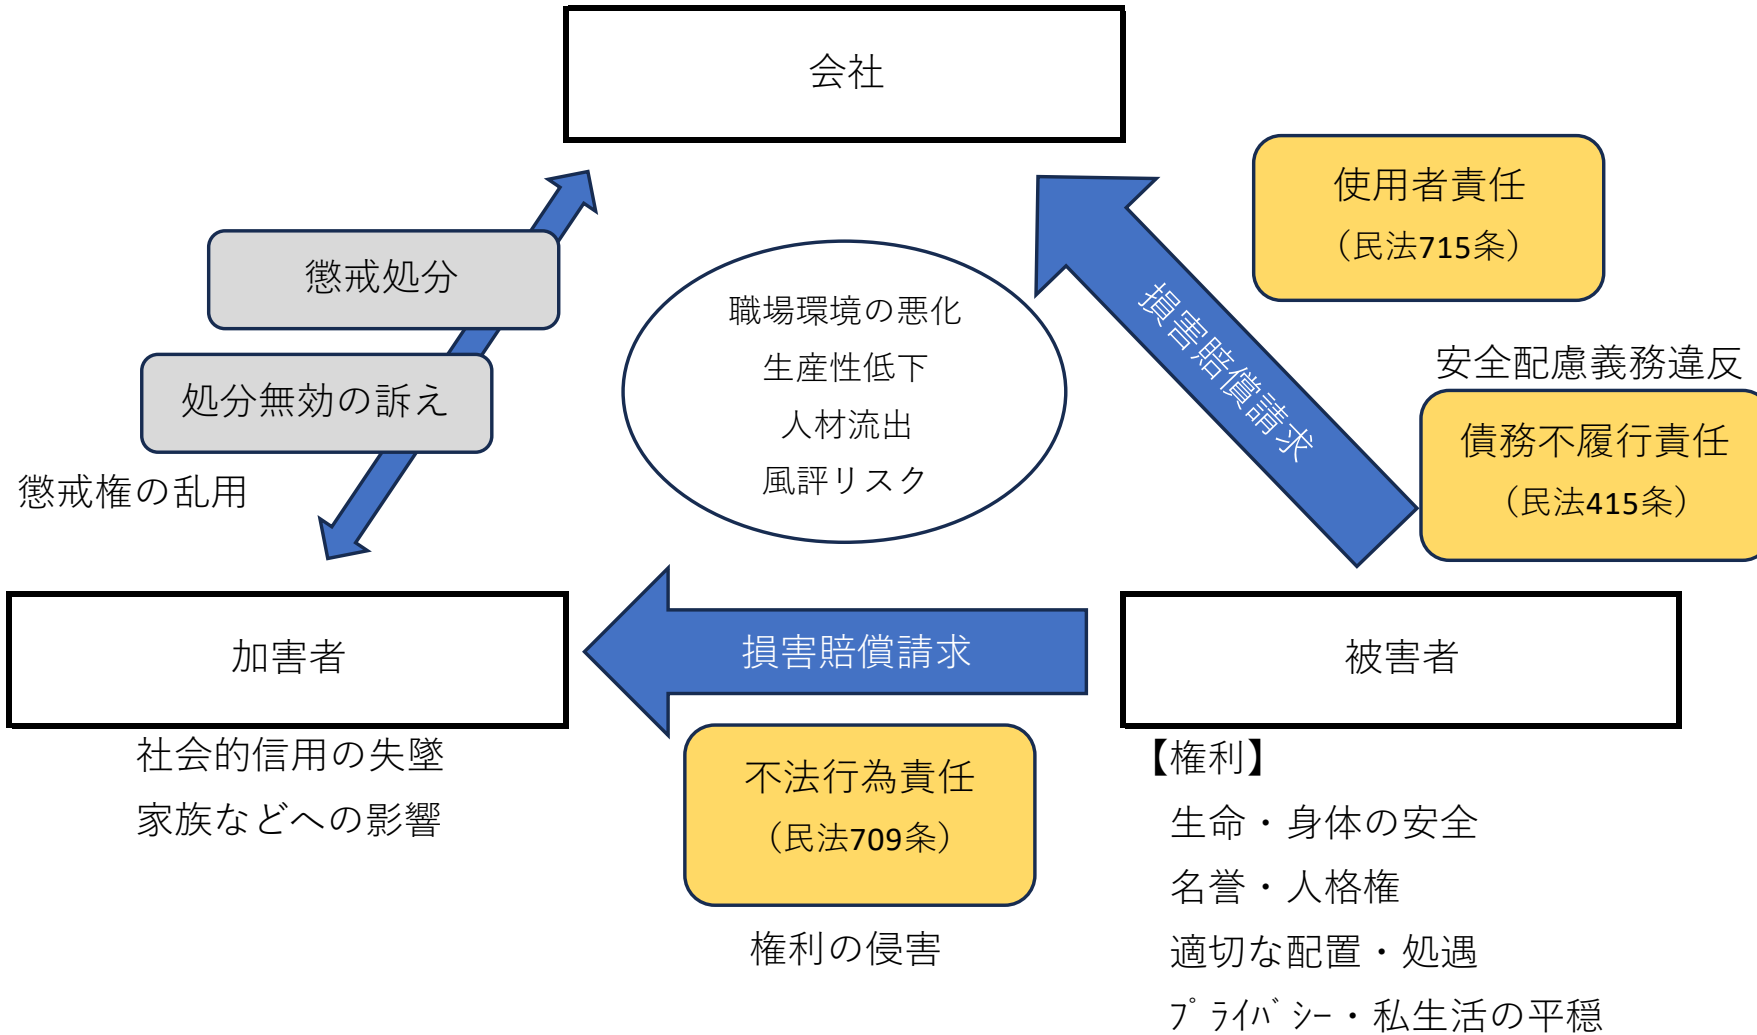 会社
使用者責任
（民法715条）
懲戒処分
職場環境の悪化
生産性低下
人材流出
風評リスク
損害賠償請求
安全配慮義務違反
処分無効の訴え
債務不履行責任
（民法415条）
懲戒権の乱用
加害者
損害賠償請求
被害者
社会的信用の失墜
家族などへの影響
不法行為責任
（民法709条）
権利の侵害
【権利】
生命・身体の安全
名誉・人格権
適切な配置・処遇
ﾌﾟﾗｲﾊﾞｼｰ・私生活の平穏